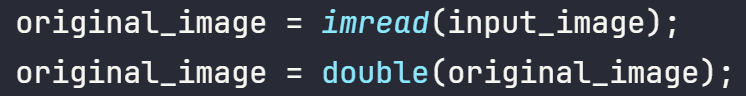 original_image = imread(input_image);
original_image = double(original_image);